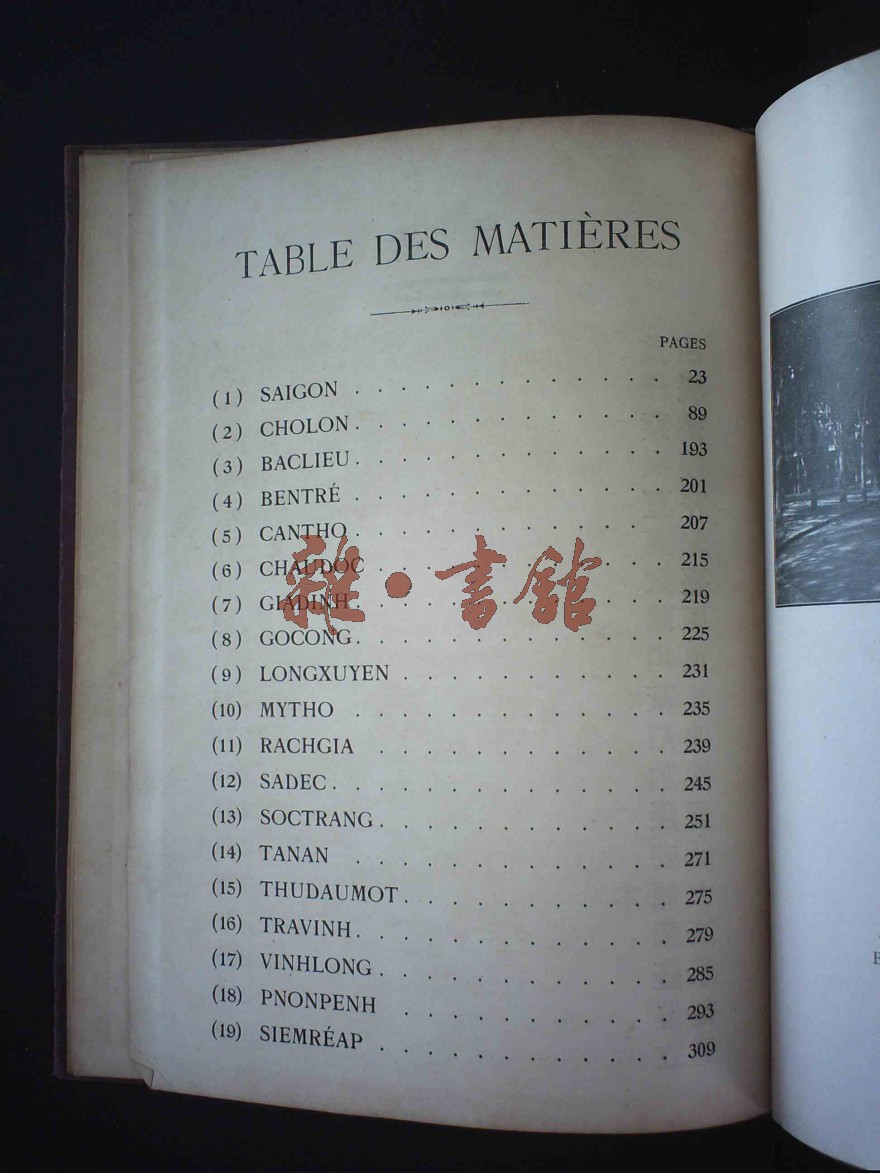 TABLE DES MATIÈRES
PAGES
(1) SAIGON . . . . . . . . . . . . . . 23
(2) CHOLON . . . . . . . . . . . . . . 89
(3) BACLIEU . . . . . . . . . . . . . . 193
(4) BENTRÉ . . . . . . . . . . . . . . 201
(5) CANTHO . . . . . . . . . . . . . 207
(6) CHAUDOC . . . . . . . . . . . . . 215
(7) GIADINH . . . . . . . . . . . . . . 219
雜·書館
(8) GOCONG . . . . . . . . . . . . . . 225
(9) LONGXUYEN . . . . . . . . . . . . 231
(10) MYTHO . . . . . . . . . . . . . . 235
(11) RACHGIA . . . . . . . . . . . . . 239
(12) SADEC . . . . . . . . . . . . . . . 245
(13) SOCTRANG . . . . . . . . . . . . . 251
(14) TANAN . . . . . . . . . . . . . . 271
(15) THUDAUMOT . . . . . . . . . . . . 275
(16) TRAVINH . . . . . . . . . . . . . . 279
(17) VINHLONG . . . . . . . . . . . . . 285
(18) PNONPENH . . . . . . . . . . . . 293
(19) SIEMRÉAP . . . . . . . . . . . . . 309